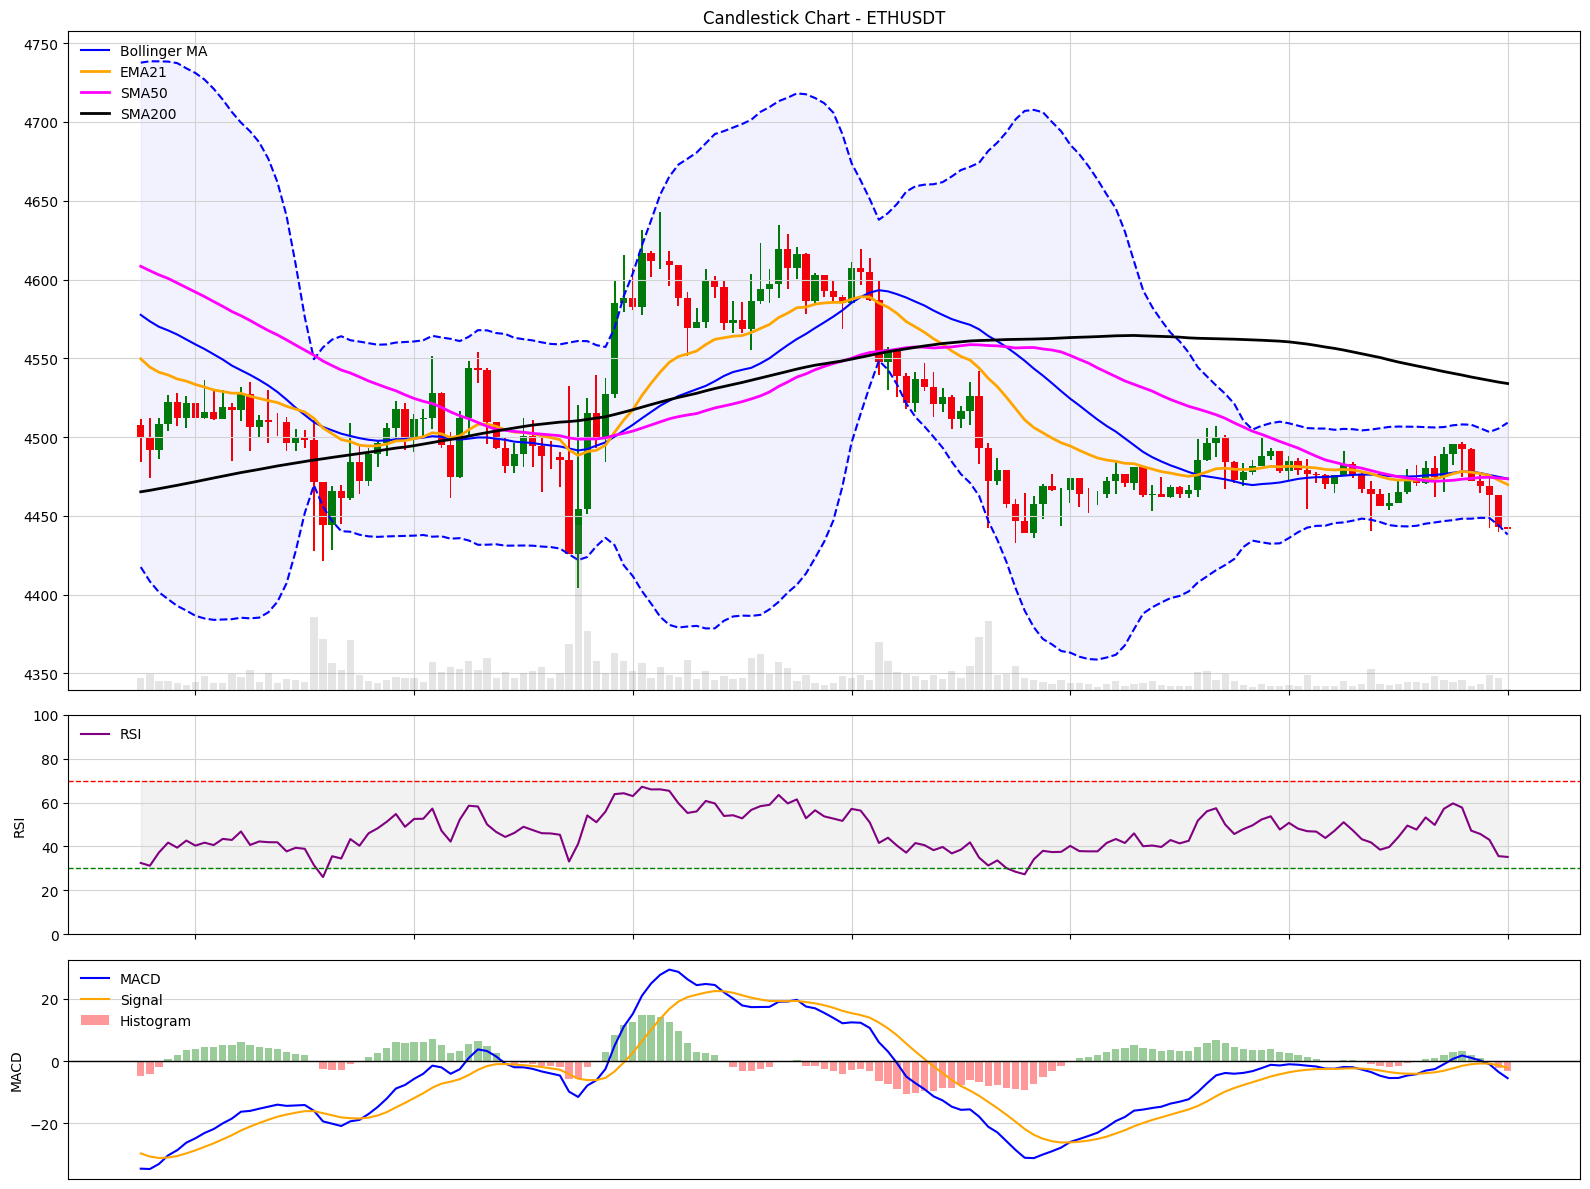 Candlestick Chart - ETHUSDT
4750
4700
4650
4600
4550
4500
4450
4400
4350
Bollinger MA
EMA21
SMA50
SMA200
100
80
60
40
20
0
RSI
RSI
20
0
−20
MACD
MACD
Signal
Histogram